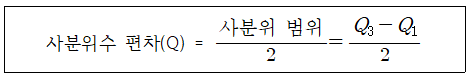 사분위수 편차(Q) = 사분위 범위/2 = (Q₃ − Q₁)/2